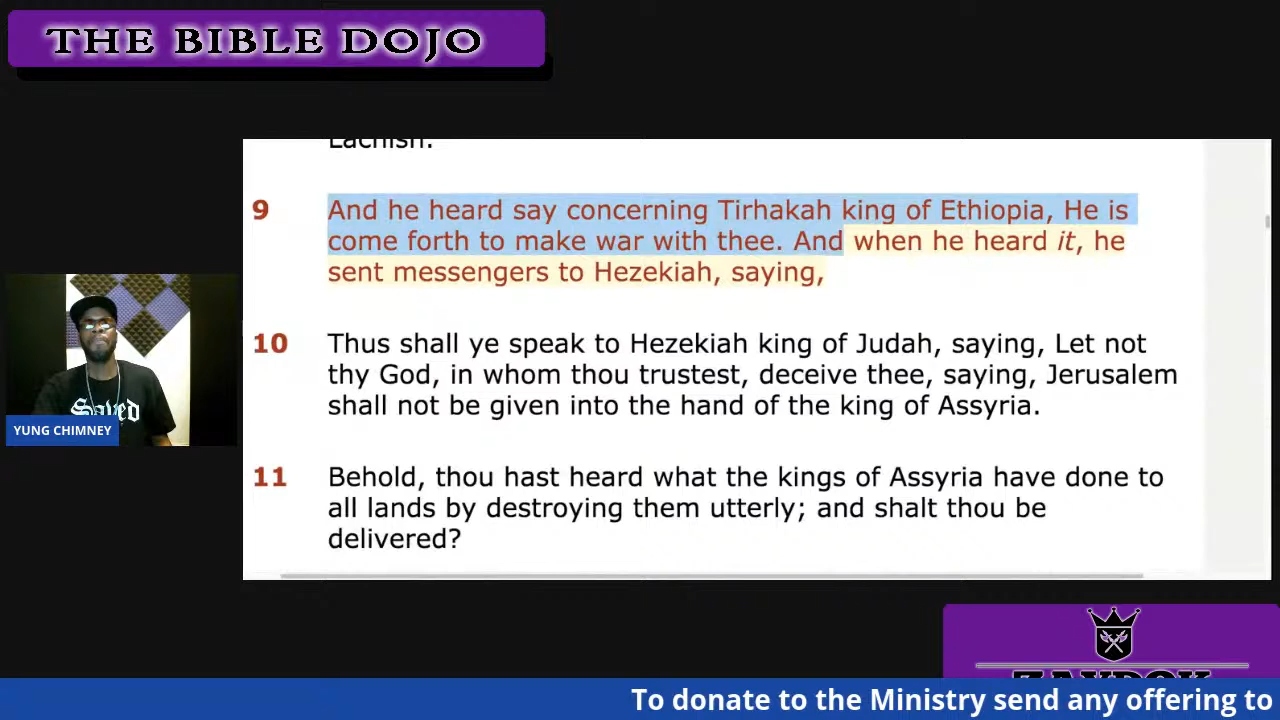 THE BIBLE DOJO
Lachish.
9 And he heard say concerning Tirhakah king of Ethiopia, He is
come forth to make war with thee. And when he heard it, he
sent messengers to Hezekiah, saying,
10 Thus shall ye speak to Hezekiah king of Judah, saying, Let not
thy God, in whom thou trustest, deceive thee, saying, Jerusalem
shall not be given into the hand of the king of Assyria.
11 Behold, thou hast heard what the kings of Assyria have done to
all lands by destroying them utterly; and shalt thou be
delivered?
Saved
YUNG CHIMNEY
To donate to the Ministry send any offering to